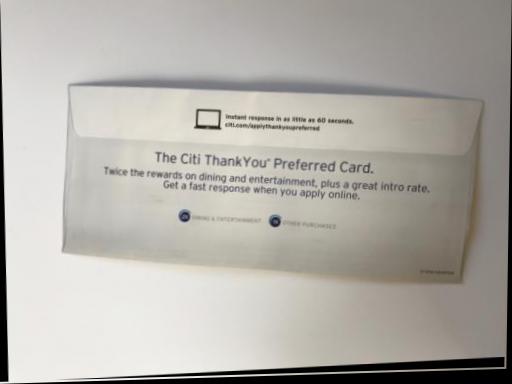 Instant response in as little as 60 seconds.
citi.com/applythankyoupreferred
The Citi ThankYou® Preferred Card.
Twice the rewards on dining and entertainment, plus a great intro rate.
Get a fast response when you apply online.
2X DINING & ENTERTAINMENT 1X OTHER PURCHASES